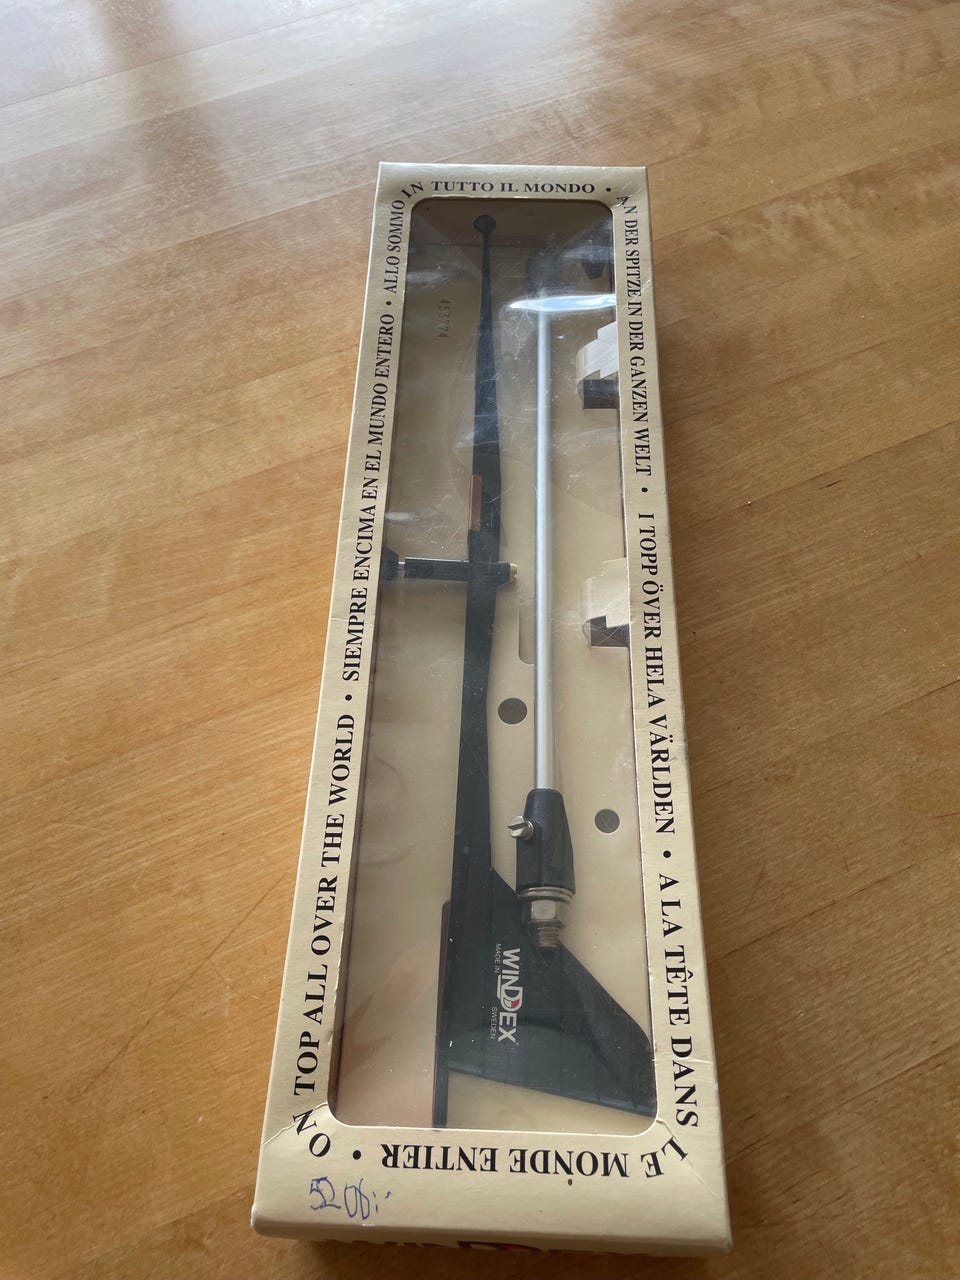 ON TOP ALL OVER THE WORLD • SIEMPRE ENCIMA EN EL MUNDO ENTERO • ALLO SOMMO IN TUTTO IL MONDO • AN DER SPITZE IN DER GANZEN WELT • I TOPP ÖVER HELA VÄRLDEN • A LA TÊTE DANS LE MONDE ENTIER •
453774
WINDEX
MADE IN SWEDEN